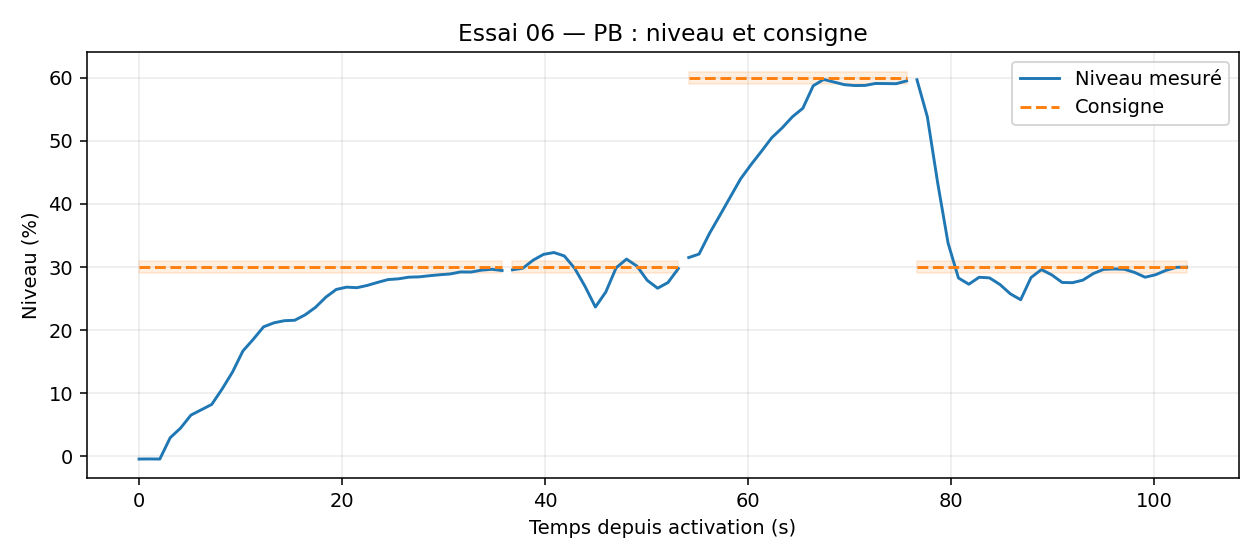 Essai 06 — PB : niveau et consigne
Niveau (%)
60
50
40
30
20
10
0
Niveau mesuré
Consigne
0 20 40 60 80 100
Temps depuis activation (s)